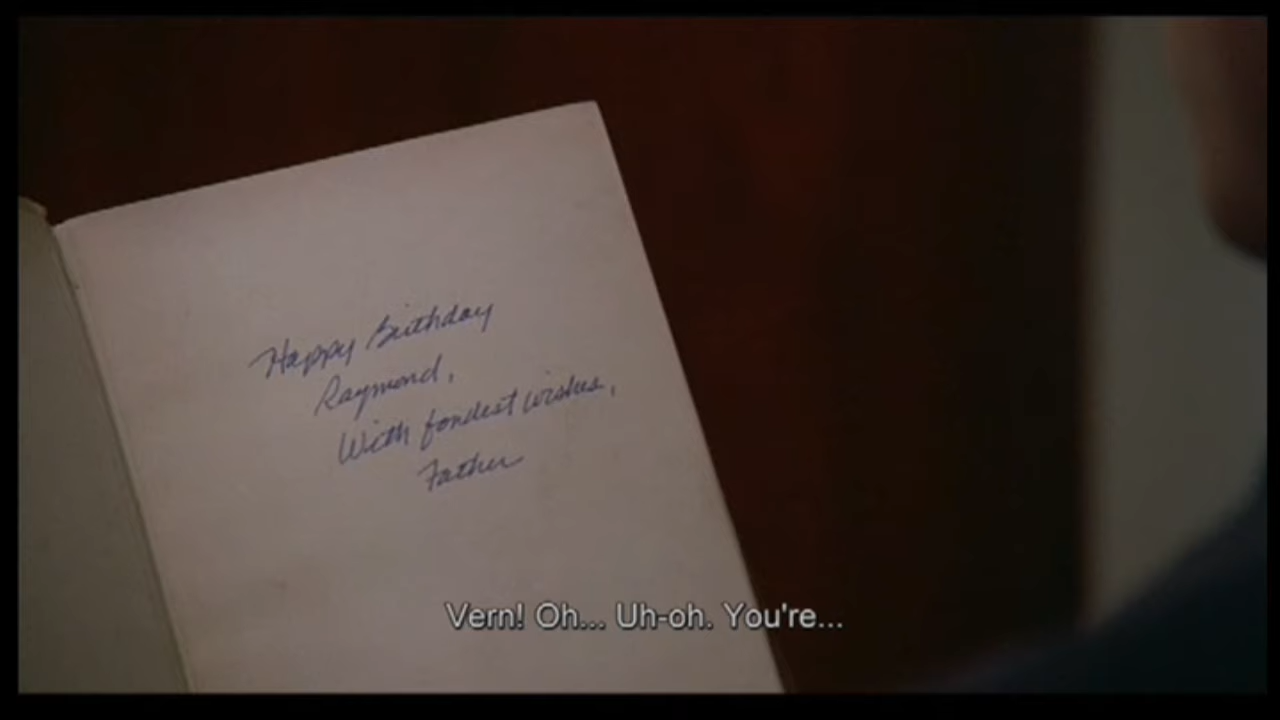 Happy Birthday
Raymond,
With fondest wishes,
Father
Vern! Oh... Uh-oh. You're...